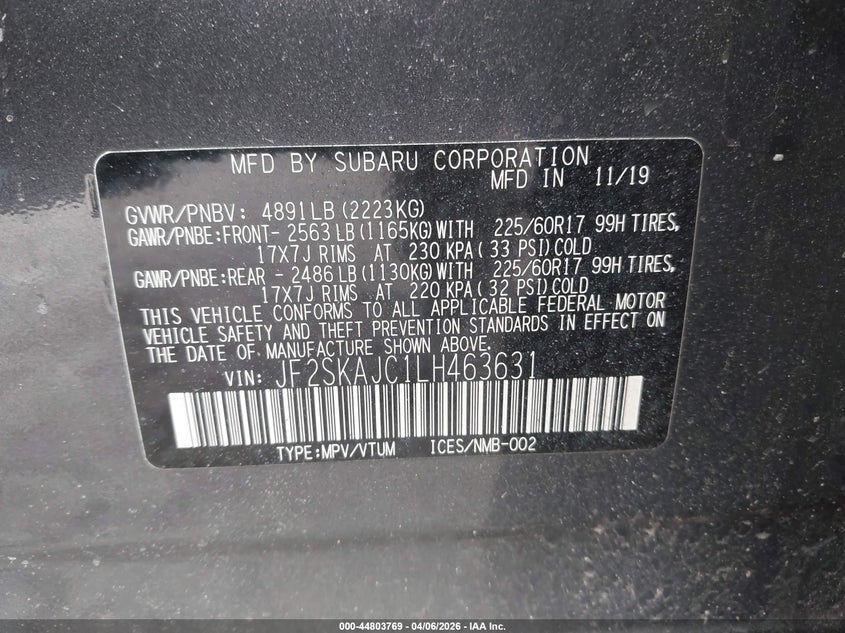 MFD BY SUBARU CORPORATION
MFD IN 11/19
GVWR/PNBV: 4891LB(2223KG)
GAWR/PNBE:FRONT- 2563LB(1165KG)WITH 225/60R17 99H TIRES,
17X7J RIMS AT 230 KPA( 33 PSI)COLD
GAWR/PNBE:REAR - 2486LB(1130KG)WITH 225/60R17 99H TIRES,
17X7J RIMS AT 220 KPA( 32 PSI)COLD
THIS VEHICLE CONFORMS TO ALL APPLICABLE FEDERAL MOTOR
VEHICLE SAFETY AND THEFT PREVENTION STANDARDS IN EFFECT ON
THE DATE OF MANUFACTURE SHOWN ABOVE.
VIN: JF2SKAJC1LH463631
TYPE:MPV/VTUM ICES/NMB-002
000-44803769 - 04/06/2026 - IAA Inc.